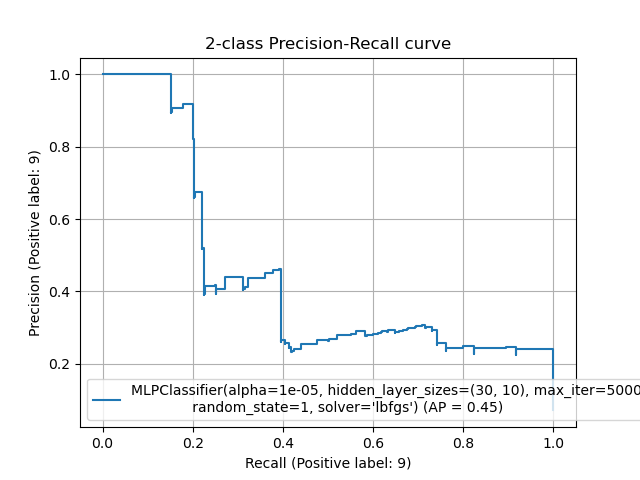 2-class Precision-Recall curve
1.0
0.8
0.6
0.4
0.2
Precision (Positive label: 9)
MLPClassifier(alpha=1e-05, hidden_layer_sizes=(30, 10), max_iter=5000
random_state=1, solver='lbfgs') (AP = 0.45)
0.0 0.2 0.4 0.6 0.8 1.0
Recall (Positive label: 9)